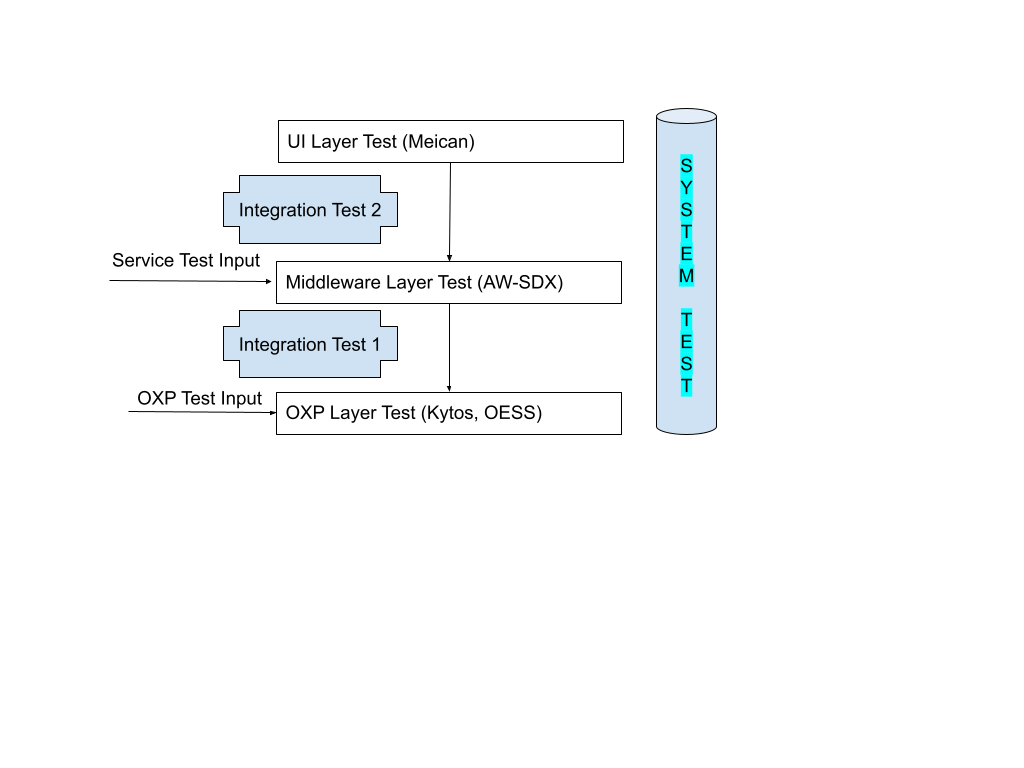 UI Layer Test (Meican)
Integration Test 2
Service Test Input
Middleware Layer Test (AW-SDX)
Integration Test 1
OXP Test Input
OXP Layer Test (Kytos, OESS)
S
Y
S
T
E
M
T
E
S
T